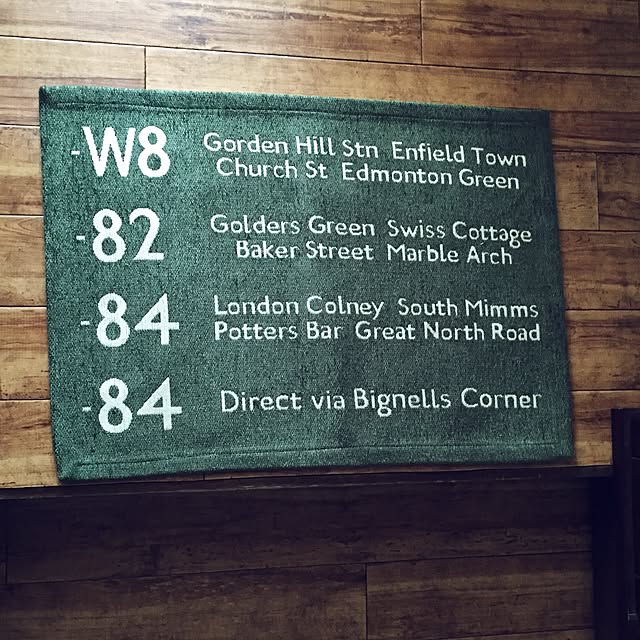 -W8 Gorden Hill Stn Enfield Town
Church St Edmonton Green
-82 Golders Green Swiss Cottage
Baker Street Marble Arch
-84 London Colney South Mimms
Potters Bar Great North Road
-84 Direct via Bignells Corner